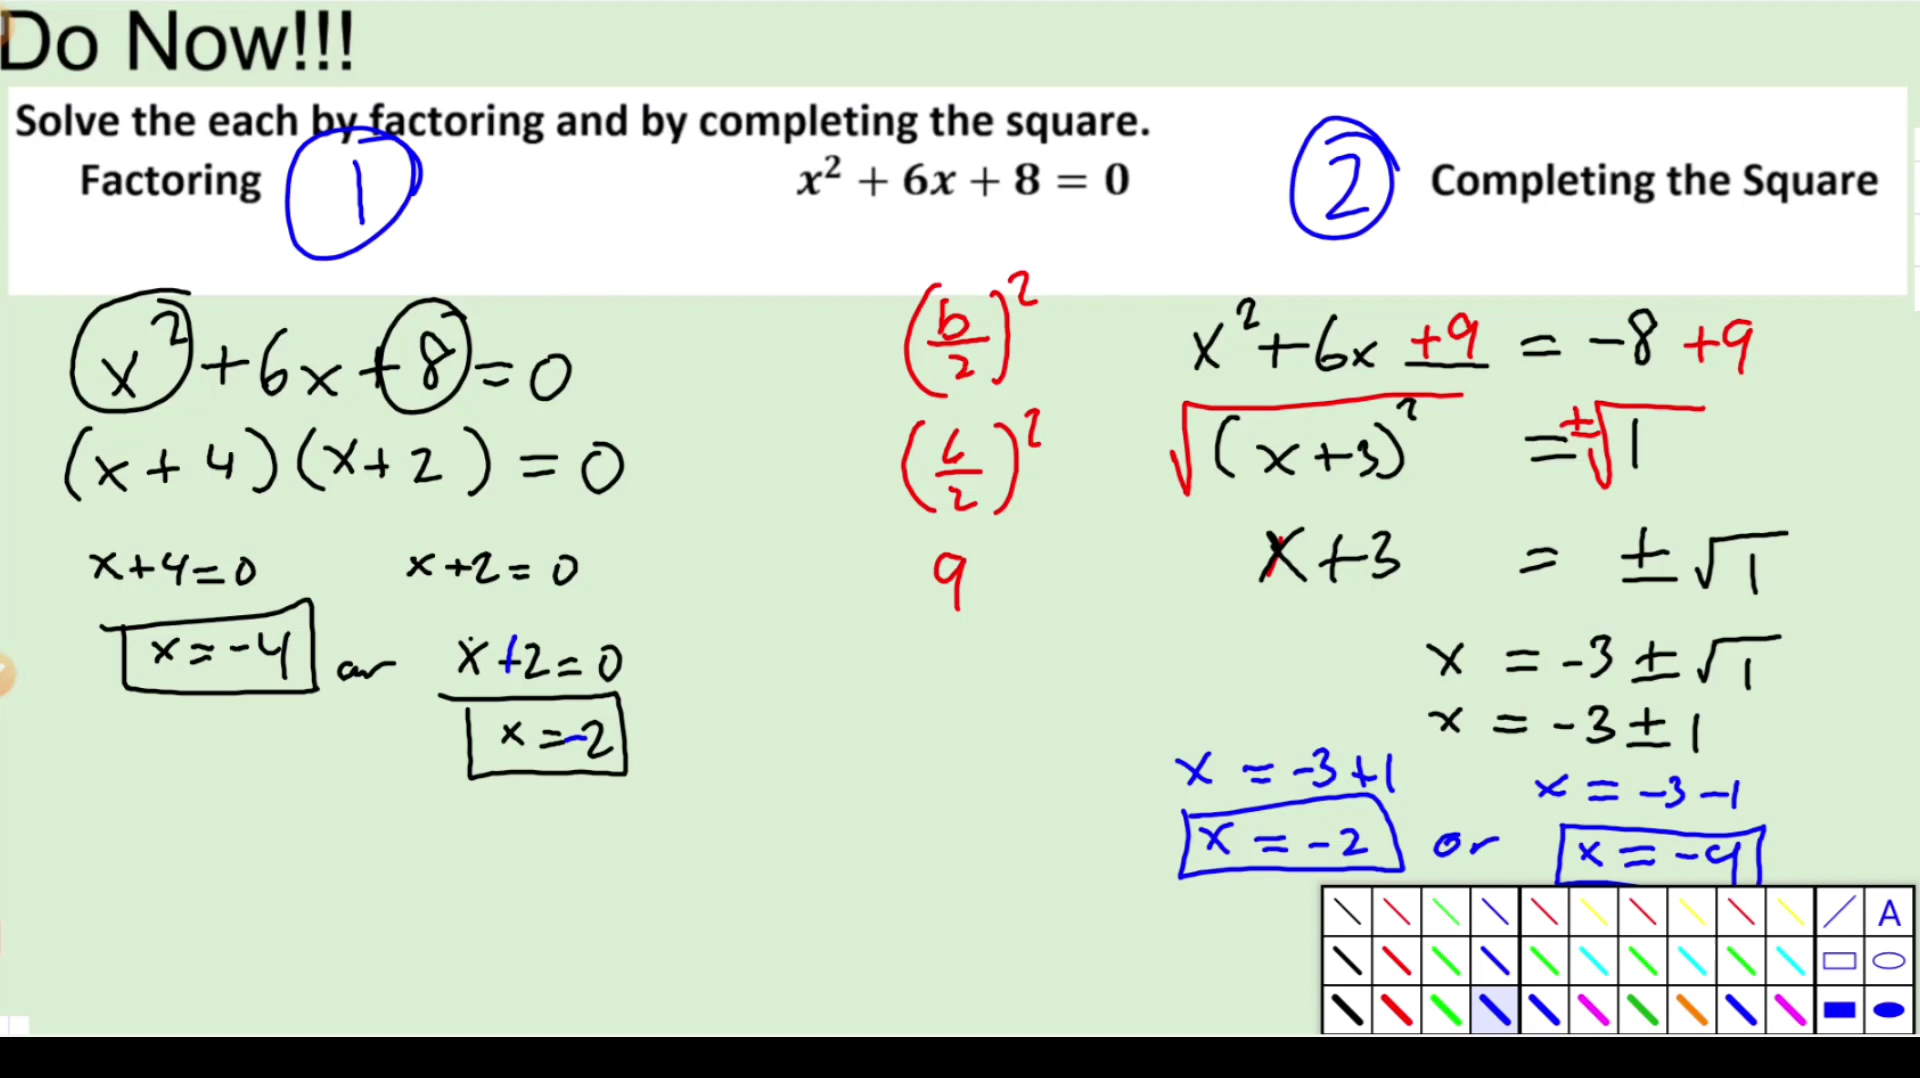 Do Now!!!
Solve the each by factoring and by completing the square.
Factoring 1 x² + 6x + 8 = 0 2 Completing the Square
x² + 6x + 8 = 0
(x + 4)(x + 2) = 0
x + 4 = 0 x + 2 = 0
x = -4 or x + 2 = 0
x = -2
(b/2)²
(6/2)²
9
x² + 6x +9 = -8 +9
√(x + 3)² = ±√1
x + 3 = ±√1
x = -3 ± √1
x = -3 ± 1
x = -3 + 1 x = -3 - 1
x = -2 or x = -4
A